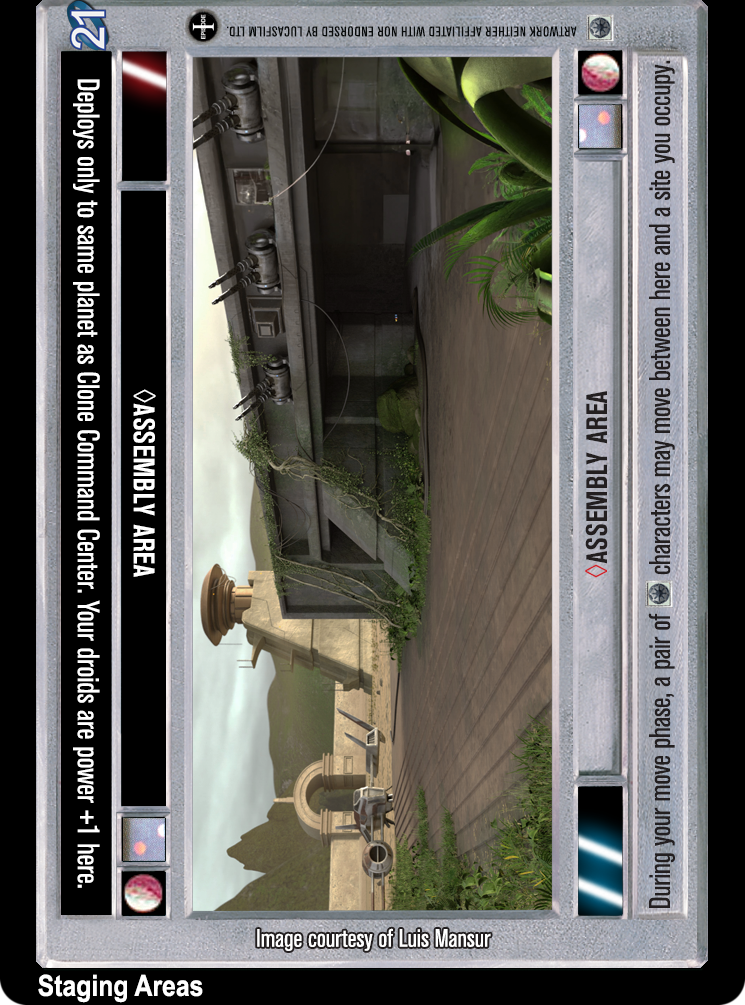 21
Deploys only to same planet as Clone Command Center. Your droids are power +1 here.
◇ASSEMBLY AREA
EPISODE I
ARTWORK NEITHER AFFILIATED WITH NOR ENDORSED BY LUCASFILM LTD.
Image courtesy of Luis Mansur
◇ASSEMBLY AREA
During your move phase, a pair of characters may move between here and a site you occupy.
Staging Areas